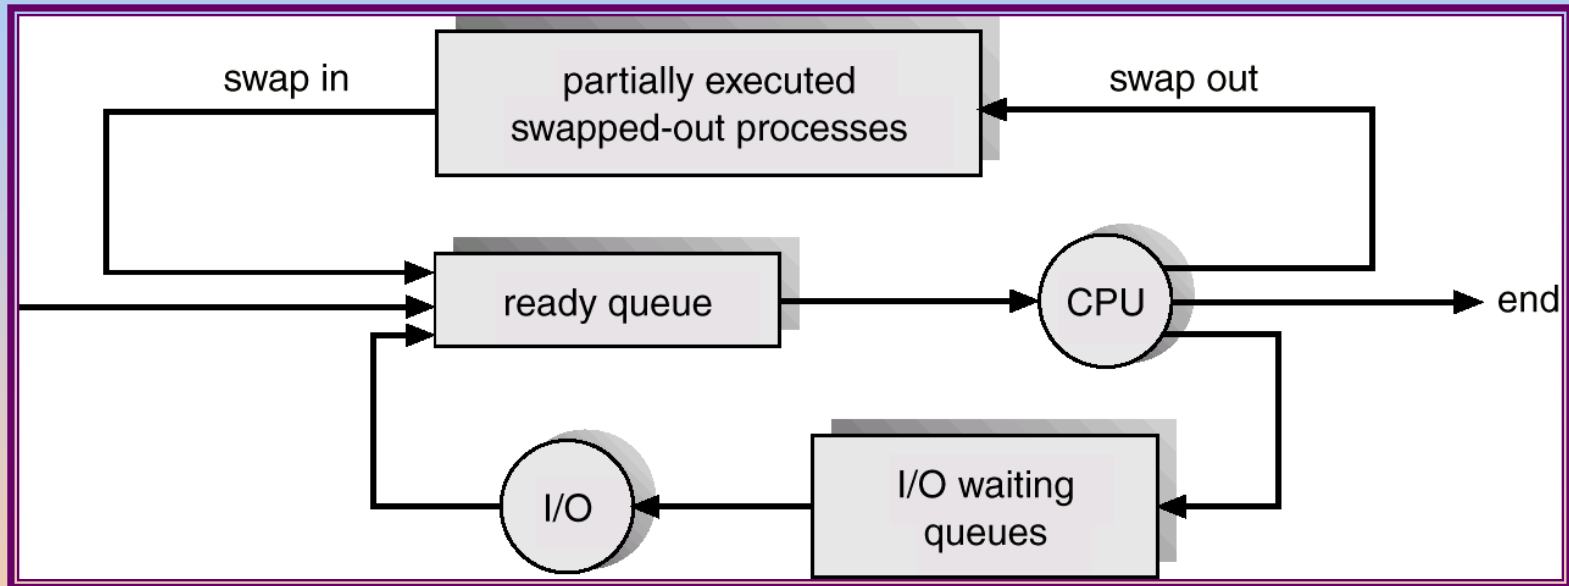 swap in
partially executed
swapped-out processes
swap out
ready queue
CPU
end
I/O
I/O waiting
queues